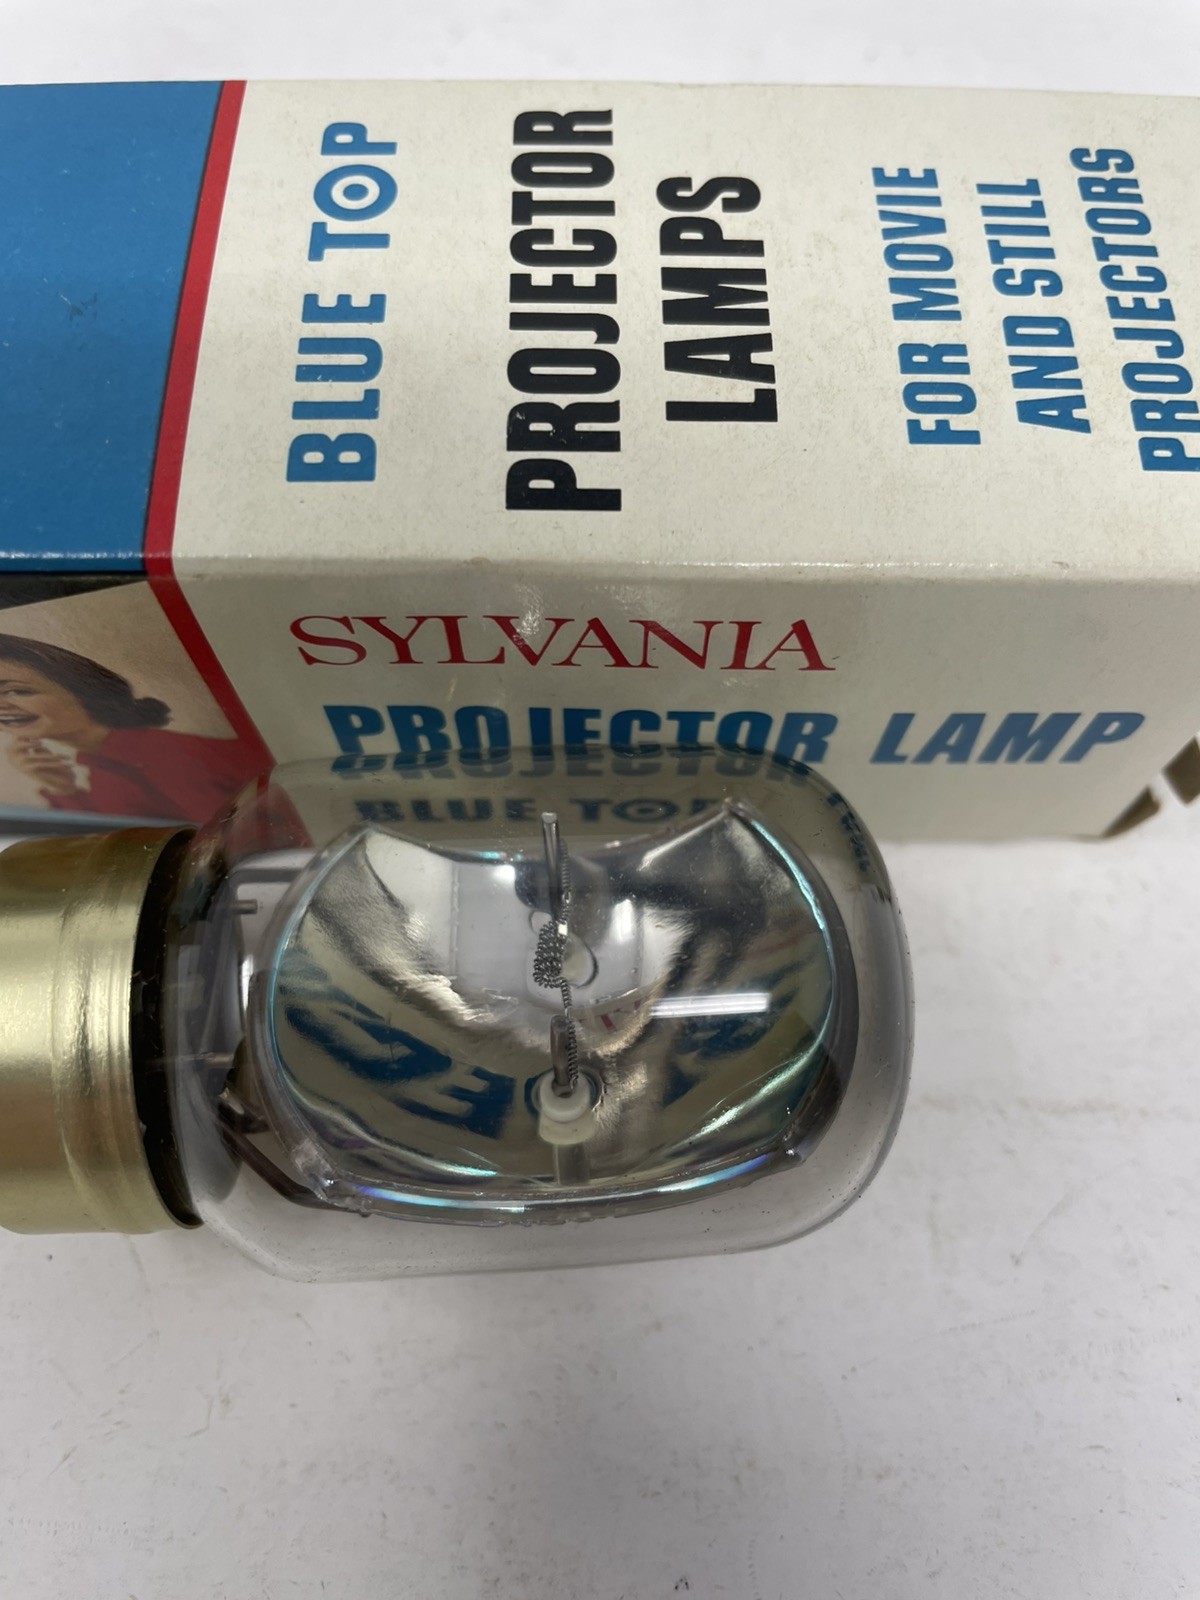 BLUE TOP
PROJECTOR
LAMPS
FOR MOVIE
AND STILL
PROJECTORS
SYLVANIA
PROJECTOR LAMP
BLUE TOP